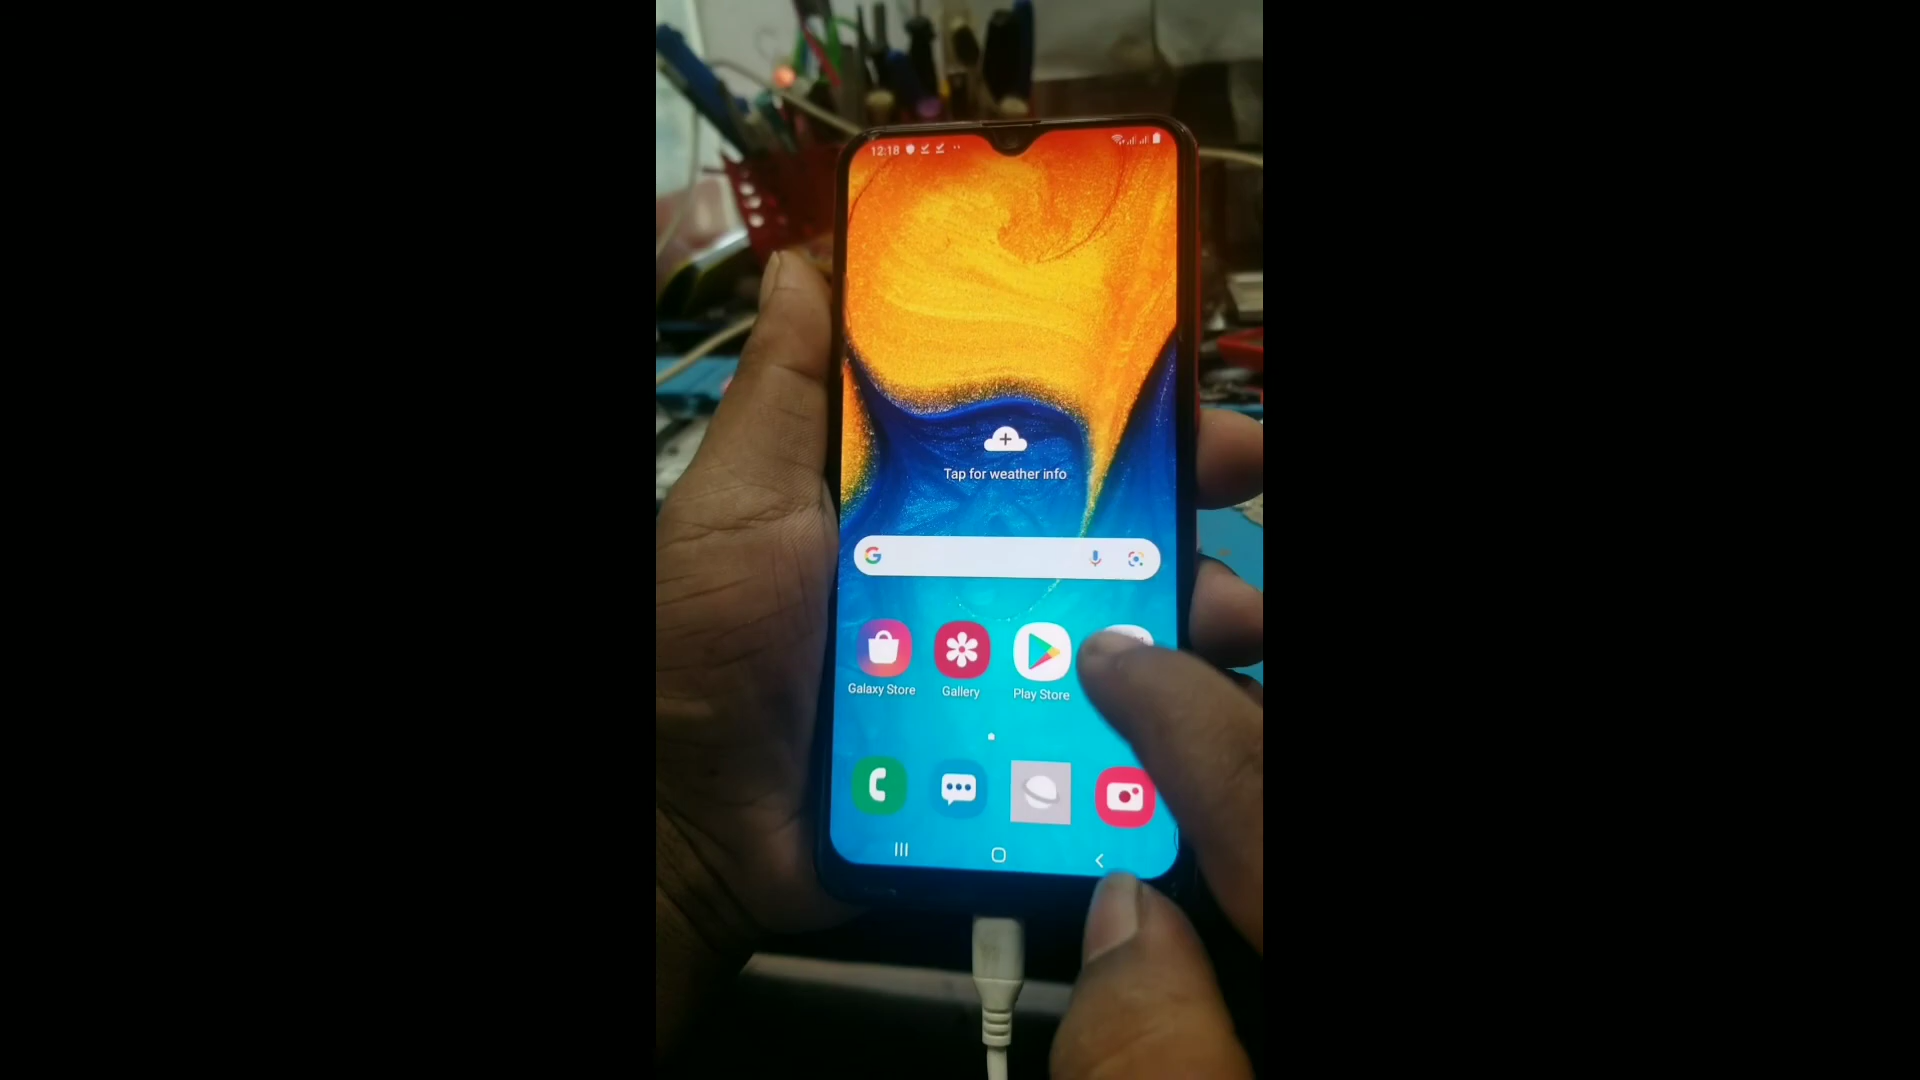 12:18
Tap for weather info
G
Galaxy Store
Gallery
Play Store